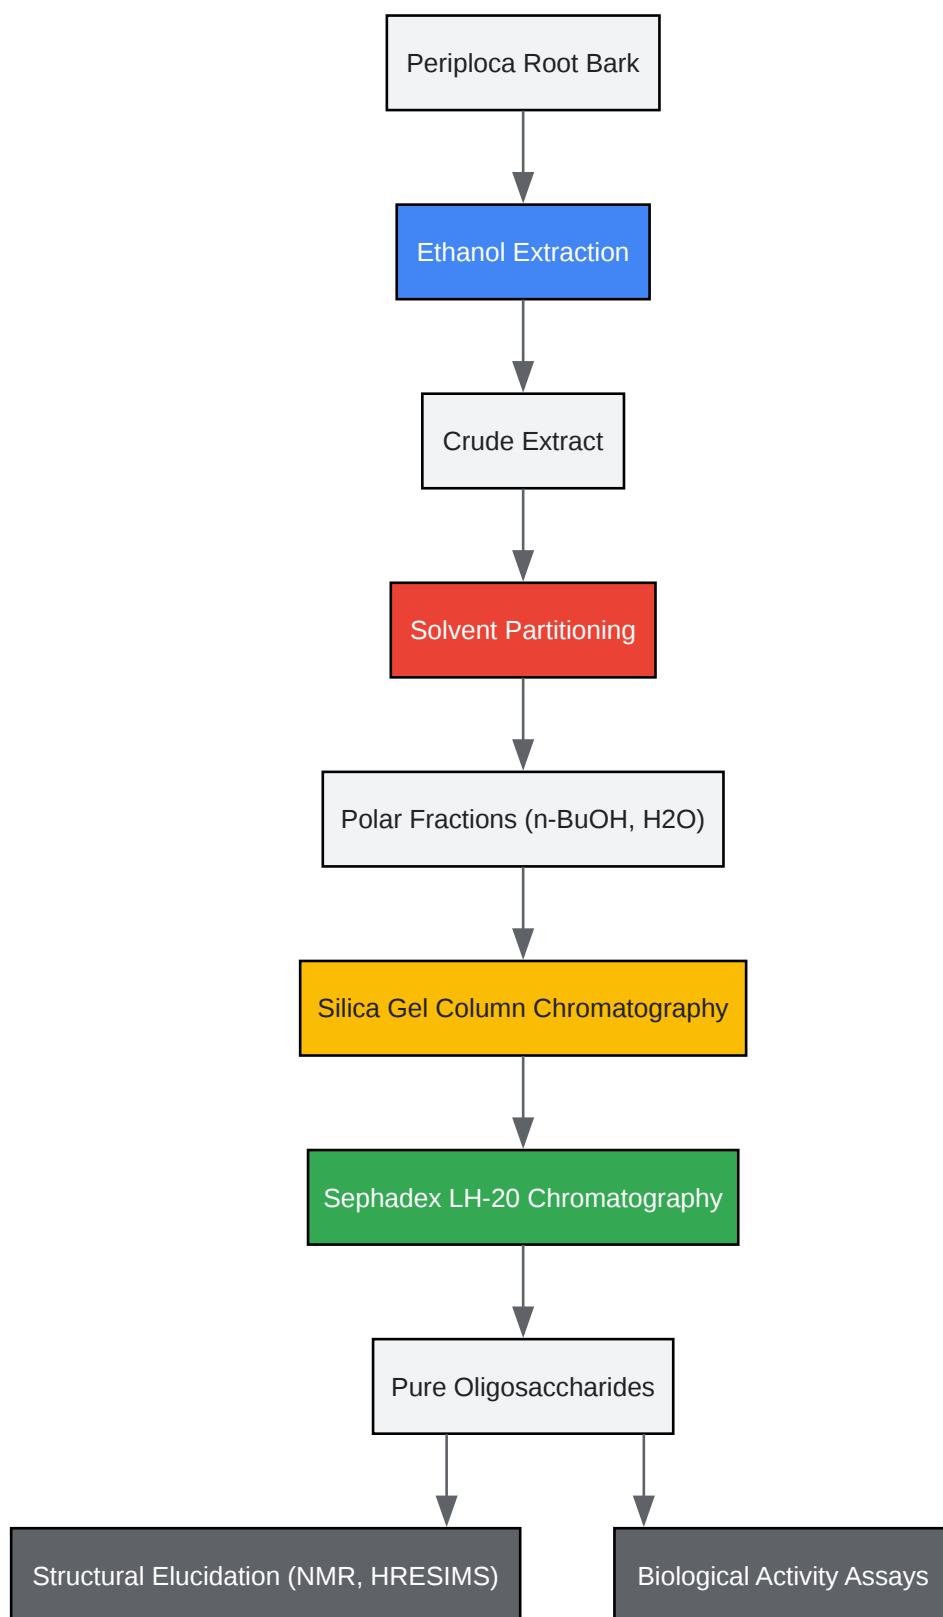 Periploca Root Bark
Ethanol Extraction
Crude Extract
Solvent Partitioning
Polar Fractions (n-BuOH, H2O)
Silica Gel Column Chromatography
Sephadex LH-20 Chromatography
Pure Oligosaccharides
Structural Elucidation (NMR, HRESIMS)
Biological Activity Assays